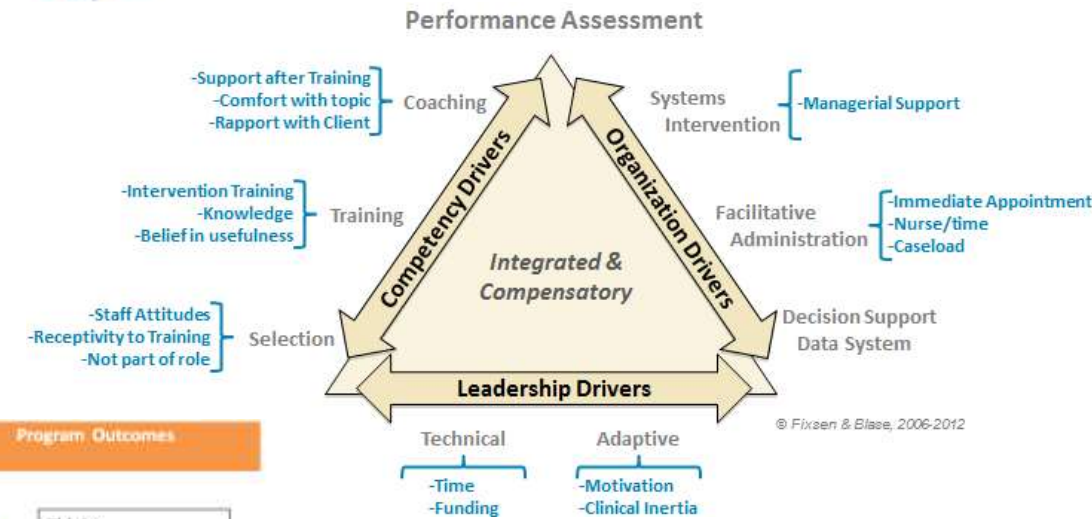 Performance Assessment
-Support after Training
-Comfort with topic
-Rapport with Client
Coaching
-Intervention Training
-Knowledge
-Belief in usefulness
Training
-Staff Attitudes
-Receptivity to Training
-Not part of role
Selection
Competency Drivers
Organization Drivers
Integrated &
Compensatory
Leadership Drivers
Systems
Intervention
-Managerial Support
Facilitative
Administration
-Immediate Appointment
-Nurse/time
-Caseload
Decision Support
Data System
© Fixsen & Blase, 2006-2012
Technical
-Time
-Funding
Adaptive
-Motivation
-Clinical Inertia
Program Outcomes